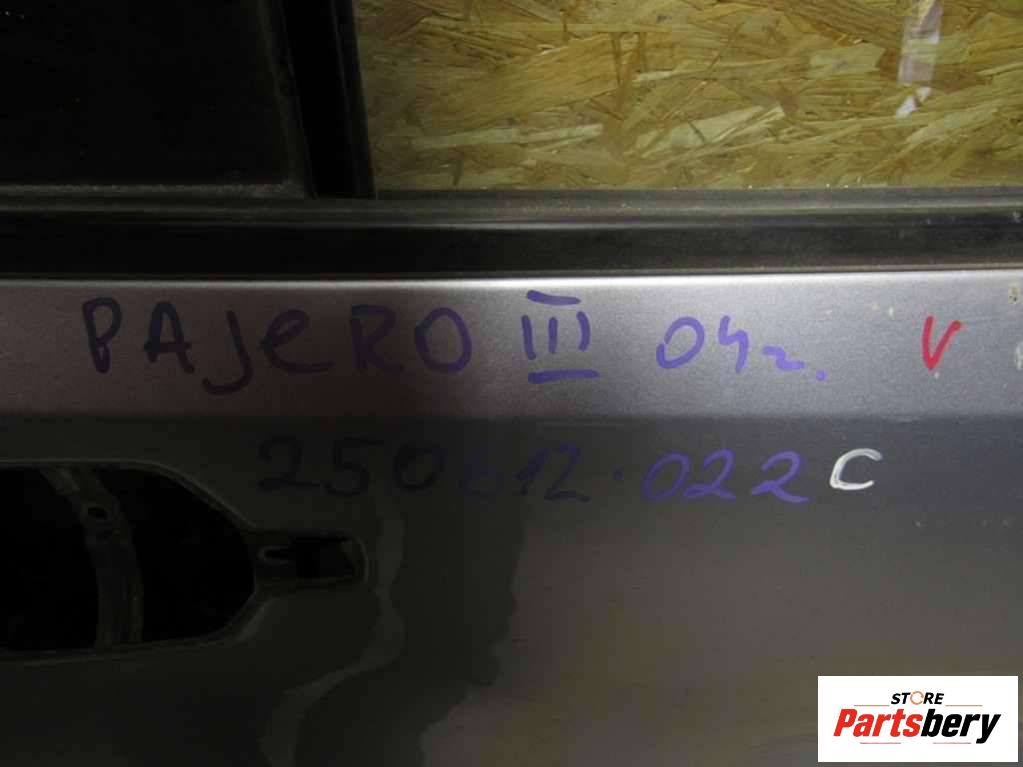 PAJERO III 04г. V
250612.022 C
STORE
Partsbery